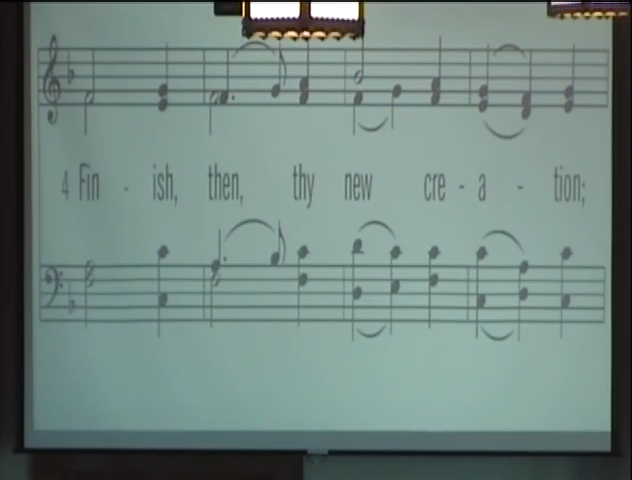 4 Fin - ish, then, thy new cre - a - tion;